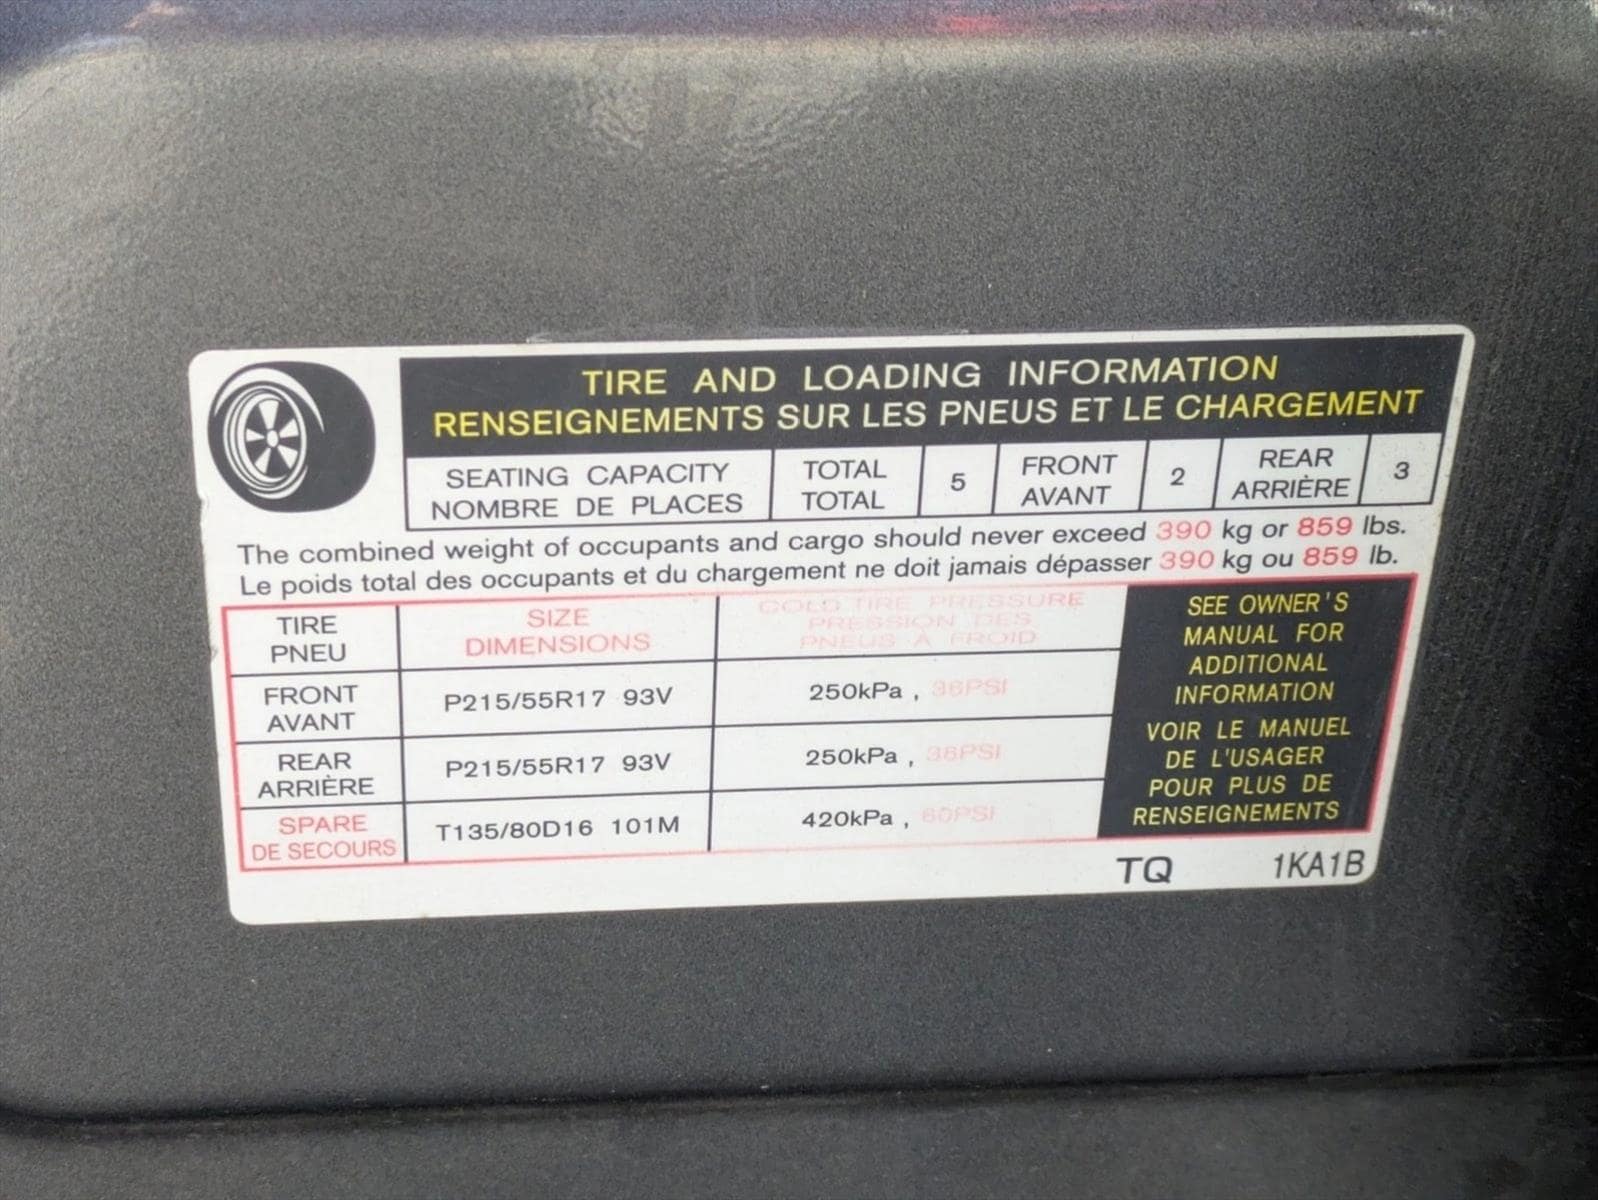 TIRE AND LOADING INFORMATION
RENSEIGNEMENTS SUR LES PNEUS ET LE CHARGEMENT
SEATING CAPACITY
NOMBRE DE PLACES
TOTAL
TOTAL
5
FRONT
AVANT
2
REAR
ARRIÈRE
3
The combined weight of occupants and cargo should never exceed 390 kg or 859 lbs.
Le poids total des occupants et du chargement ne doit jamais dépasser 390 kg ou 859 lb.
TIRE
PNEU
SIZE
DIMENSIONS
COLD TIRE PRESSURE
PRESSION DES
PNEUS À FROID
FRONT
AVANT
P215/55R17 93V
250kPa , 36PSI
REAR
ARRIÈRE
P215/55R17 93V
250kPa , 36PSI
SPARE
DE SECOURS
T135/80D16 101M
420kPa , 60PSI
SEE OWNER'S
MANUAL FOR
ADDITIONAL
INFORMATION
VOIR LE MANUEL
DE L'USAGER
POUR PLUS DE
RENSEIGNEMENTS
TQ 1KA1B